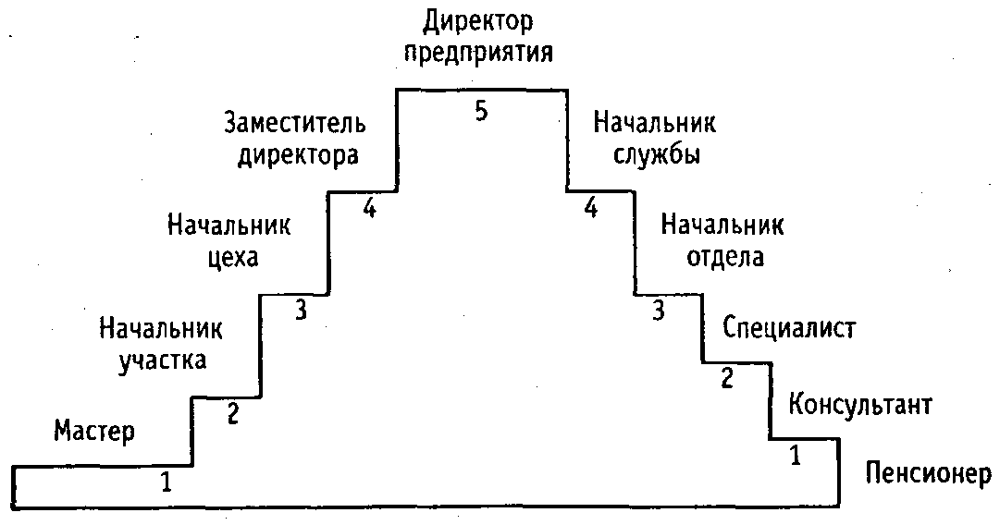 Директор
предприятия
5
Заместитель
директора
4
Начальник
службы
4
Начальник
цеха
3
Начальник
отдела
3
Начальник
участка
2
Специалист
2
Мастер
1
Консультант
1
Пенсионер